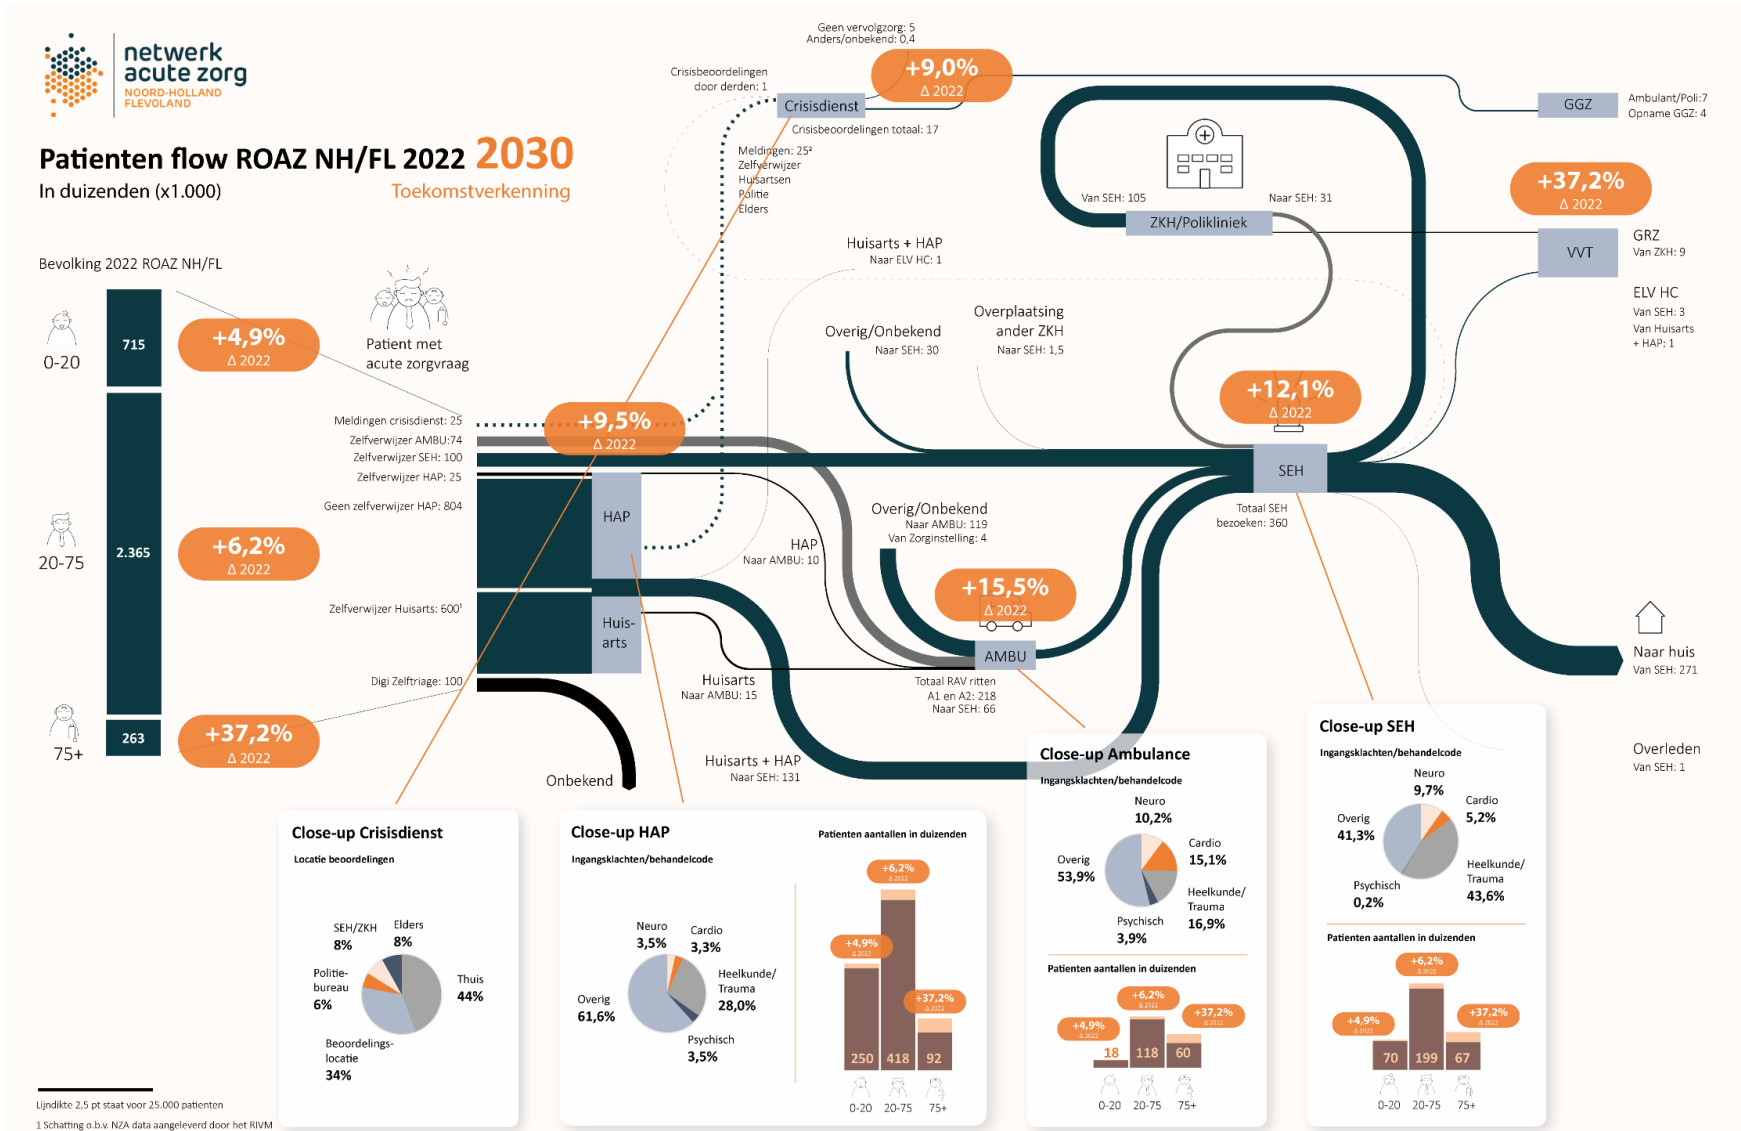 netwerk
acute zorg
NOORD-HOLLAND
FLEVOLAND
Patienten flow ROAZ NH/FL 2022 2030
In duizenden (x1.000)
Toekomstverkenning
Geen vervolgzorg: 5
Anders/onbekend: 0,4
Crisisbeoordelingen
door derden: 1
+9,0%
Δ 2022
Crisisdienst
Crisisbeoordelingen totaal: 17
Meldingen: 25²
Zelfverwijzer
Huisartsen
Politie
Elders
GGZ
Ambulant/Poli:7
Opname GGZ: 4
Van SEH: 105
Naar SEH: 31
ZKH/Polikliniek
+37,2%
Δ 2022
VVT
GRZ
Van ZKH: 9
ELV HC
Van SEH: 3
Van Huisarts
+ HAP: 1
Bevolking 2022 ROAZ NH/FL
0-20
715
+4,9%
Δ 2022
20-75
2.365
+6,2%
Δ 2022
75+
263
+37,2%
Δ 2022
Patient met
acute zorgvraag
Huisarts + HAP
Naar ELV HC: 1
Overig/Onbekend
Naar SEH: 30
Overplaatsing
ander ZKH
Naar SEH: 1,5
+12,1%
Δ 2022
SEH
Totaal SEH
bezoeken: 360
+9,5%
Δ 2022
Meldingen crisisdienst: 25
Zelfverwijzer AMBU:74
Zelfverwijzer SEH: 100
Zelfverwijzer HAP: 25
Geen zelfverwijzer HAP: 804
Zelfverwijzer Huisarts: 600¹
Digi Zelftriage: 100
HAP
Huis-
arts
Onbekend
HAP
Naar AMBU: 10
Overig/Onbekend
Naar AMBU: 119
Van Zorginstelling: 4
+15,5%
Δ 2022
AMBU
Totaal RAV ritten
A1 en A2: 218
Naar SEH: 66
Huisarts
Naar AMBU: 15
Huisarts + HAP
Naar SEH: 131
Naar huis
Van SEH: 271
Overleden
Van SEH: 1
Close-up Crisisdienst
Locatie beoordelingen
SEH/ZKH
8%
Elders
8%
Politie-
bureau
6%
Thuis
44%
Beoordelings-
locatie
34%
Close-up HAP
Ingangsklachten/behandelcode
Neuro
3,5%
Cardio
3,3%
Heelkunde/
Trauma
28,0%
Overig
61,6%
Psychisch
3,5%
Patienten aantallen in duizenden
+6,2%
Δ 2022
+4,9%
Δ 2022
+37,2%
Δ 2022
250 418 92
0-20 20-75 75+
Close-up Ambulance
Ingangsklachten/behandelcode
Neuro
10,2%
Cardio
15,1%
Overig
53,9%
Heelkunde/
Trauma
16,9%
Psychisch
3,9%
Patienten aantallen in duizenden
+6,2%
Δ 2022
+4,9%
Δ 2022
+37,2%
Δ 2022
18 118 60
0-20 20-75 75+
Close-up SEH
Ingangsklachten/behandelcode
Neuro
9,7%
Cardio
5,2%
Overig
41,3%
Heelkunde/
Trauma
43,6%
Psychisch
0,2%
Patienten aantallen in duizenden
+6,2%
Δ 2022
+4,9%
Δ 2022
+37,2%
Δ 2022
70 199 67
0-20 20-75 75+
Lijndikte 2,5 pt staat voor 25.000 patienten
1 Schatting o.b.v. NZA data aangeleverd door het RIVM